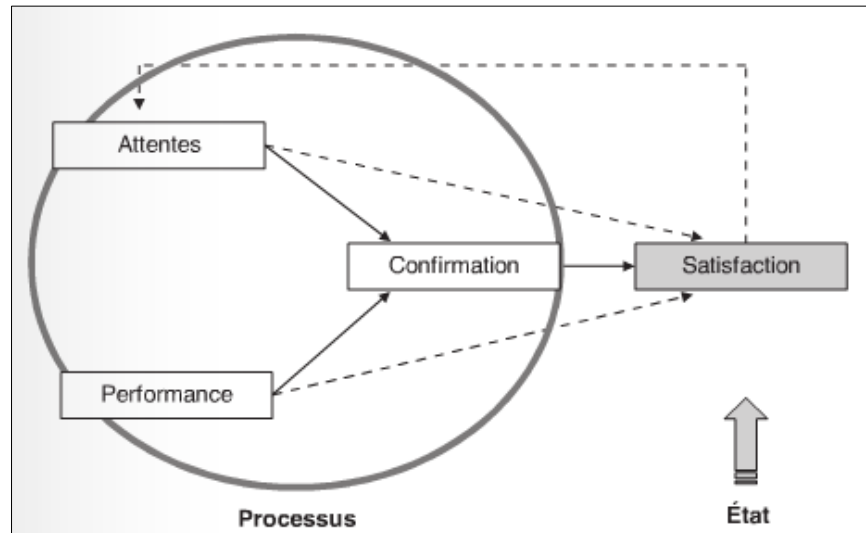 Attentes
Confirmation
Satisfaction
Performance
Processus
État